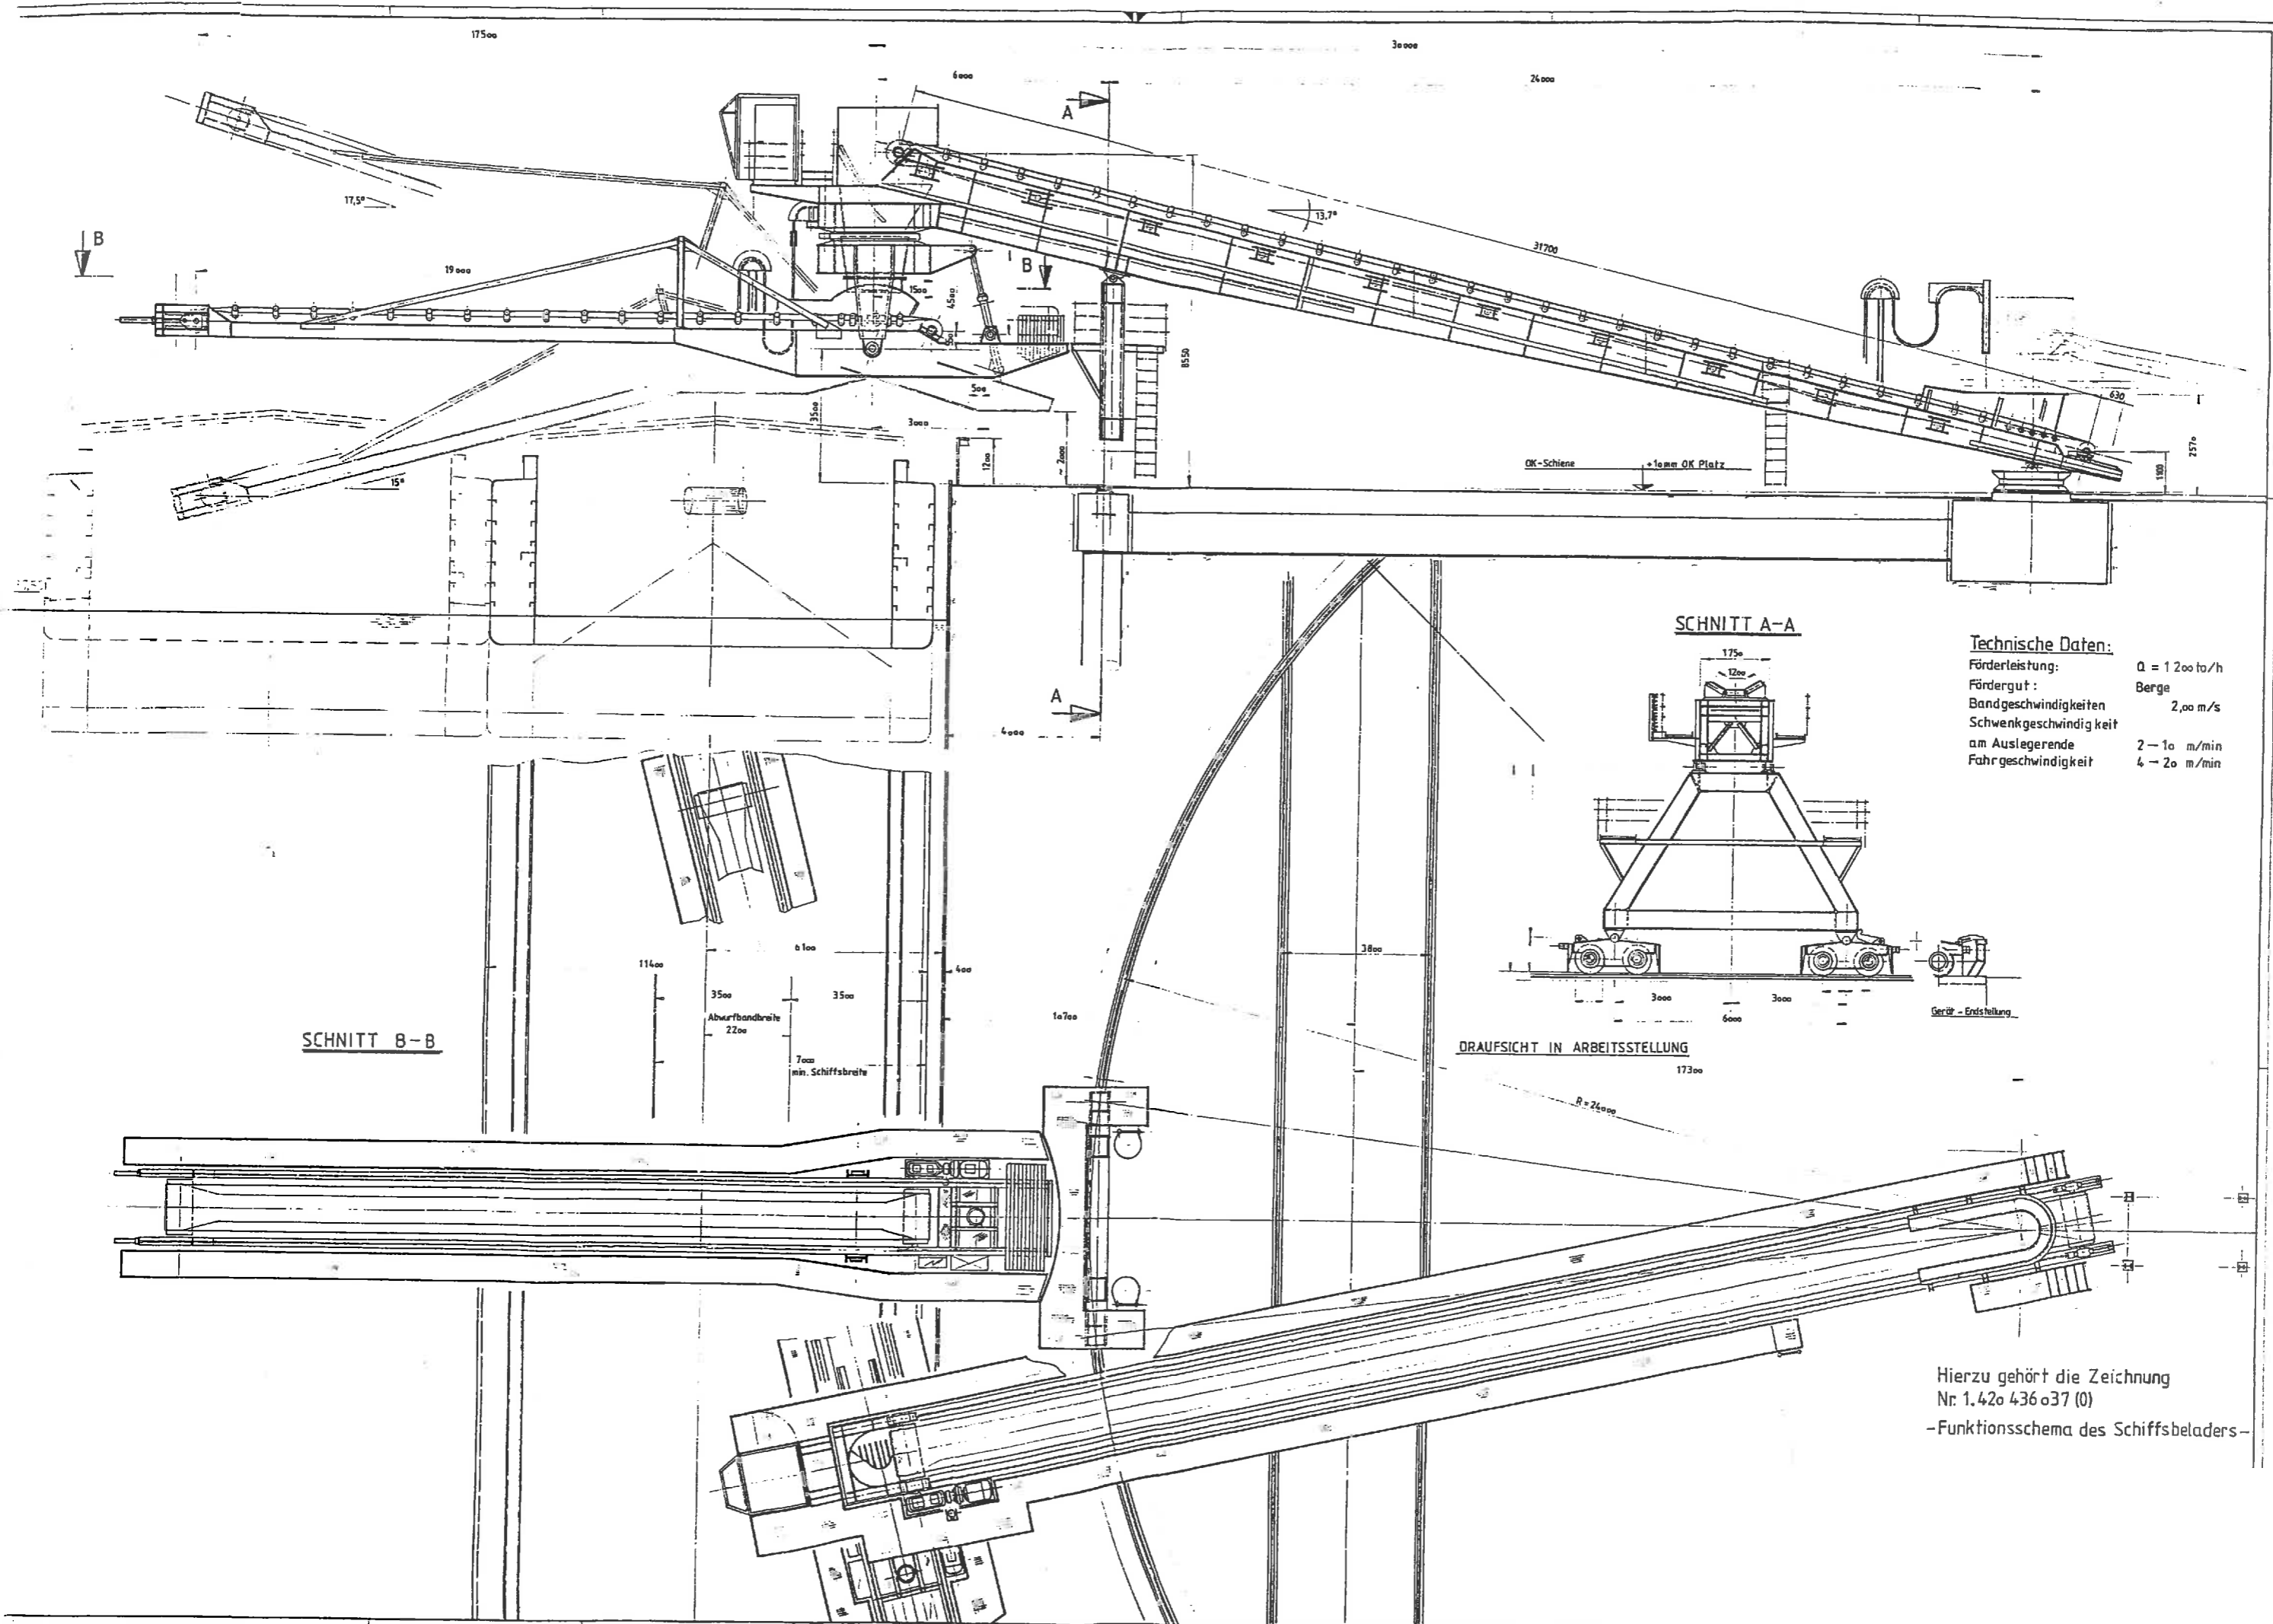 17500
30000
6000
24000
A
17,5°
13,7°
B
31700
19000
B
1500
4500
8550
630
500
3500
3000
1200
~ 2000
OK-Schiene
+10mm OK Platz
2570
1100
15°
SCHNITT A-A
Technische Daten:
Förderleistung: Q = 1200 to/h
Fördergut: Berge
Bandgeschwindigkeiten 2,00 m/s
Schwenkgeschwindigkeit
am Auslegerende 2-10 m/min
Fahrgeschwindigkeit 4-20 m/min
1750
1200
A
4000
6100
3800
11400
400
3500
3500
3000
3000
Abwurfbandbreite
2200
10700
6000
Gerät-Endstellung
SCHNITT B-B
7000
min. Schiffsbreite
DRAUFSICHT IN ARBEITSSTELLUNG
17300
R=24000
Hierzu gehört die Zeichnung
Nr. 1.420 436 037 (0)
-Funktionsschema des Schiffsbeladers-